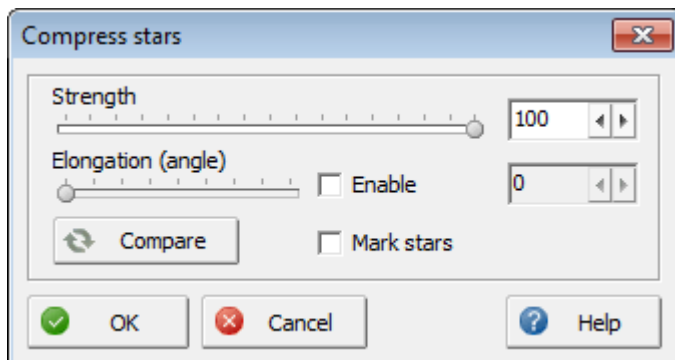 Compress stars
Strength
100
Elongation (angle)
Enable
0
Compare
Mark stars
OK
Cancel
Help